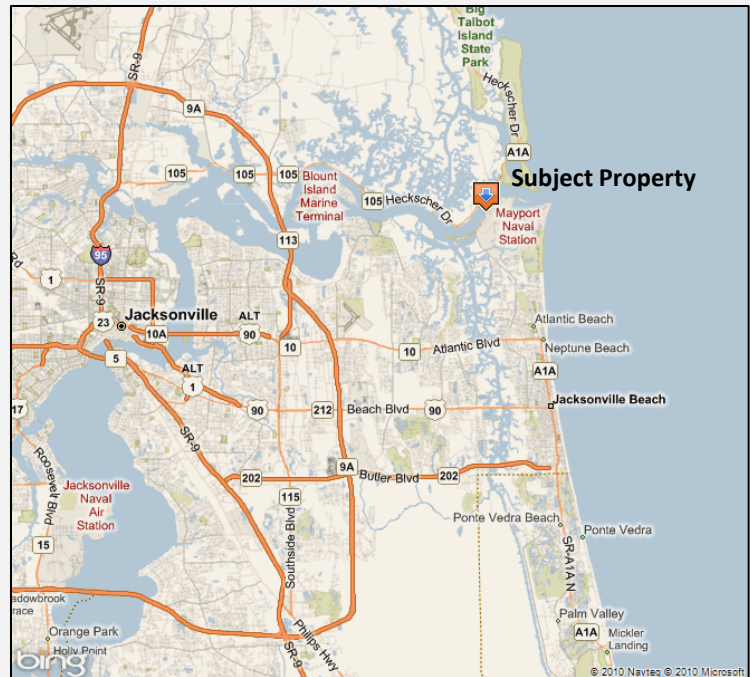 Big
Talbot
Island
State
Park
SR-9
9A
Heckscher Dr
A1A
105
105
105
Blount
Island
Marine
Terminal
105
Heckscher Dr
Subject Property
Mayport
Naval
Station
113
95
Rd
1
SR-9
23
Jacksonville
10A
ALT
90
Atlantic Beach
5
10
10
Atlantic Blvd
Neptune Beach
ALT
1
A1A
17
90
212
Beach Blvd
90
Jacksonville Beach
SR-9
Roosevelt Blvd
9A
202
Butler Blvd
202
Jacksonville
Naval
Air
Station
115
Ponte Vedra Beach
Ponte Vedra
15
Southside Blvd
SR-A1A N
adowbrook
rrace
Palm Valley
Orange Park
A1A
Mickler
Landing
Holly Point
Philips Hwy
SR-9
bing
© 2010 Navteq © 2010 Microsoft